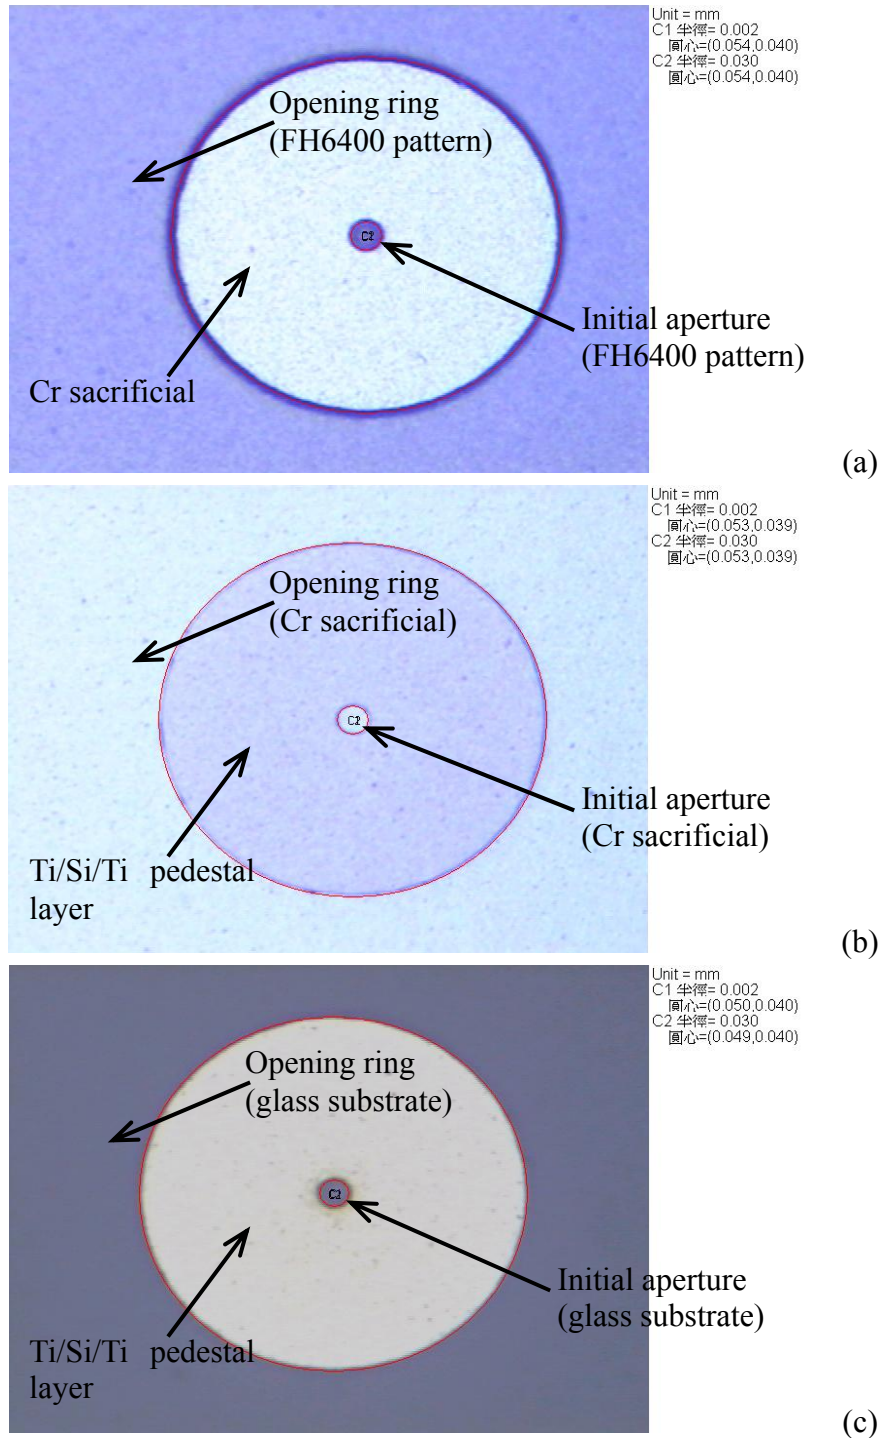 Unit = mm
C1 半徑= 0.002
圓心=(0.054,0.040)
C2 半徑= 0.030
圓心=(0.054,0.040)
Opening ring
(FH6400 pattern)
C2
Initial aperture
(FH6400 pattern)
Cr sacrificial
(a)
Unit = mm
C1 半徑= 0.002
圓心=(0.053,0.039)
C2 半徑= 0.030
圓心=(0.053,0.039)
Opening ring
(Cr sacrificial)
C2
Initial aperture
(Cr sacrificial)
Ti/Si/Ti pedestal
layer
(b)
Unit = mm
C1 半徑= 0.002
圓心=(0.050,0.040)
C2 半徑= 0.030
圓心=(0.049,0.040)
Opening ring
(glass substrate)
C2
Initial aperture
(glass substrate)
Ti/Si/Ti pedestal
layer
(c)